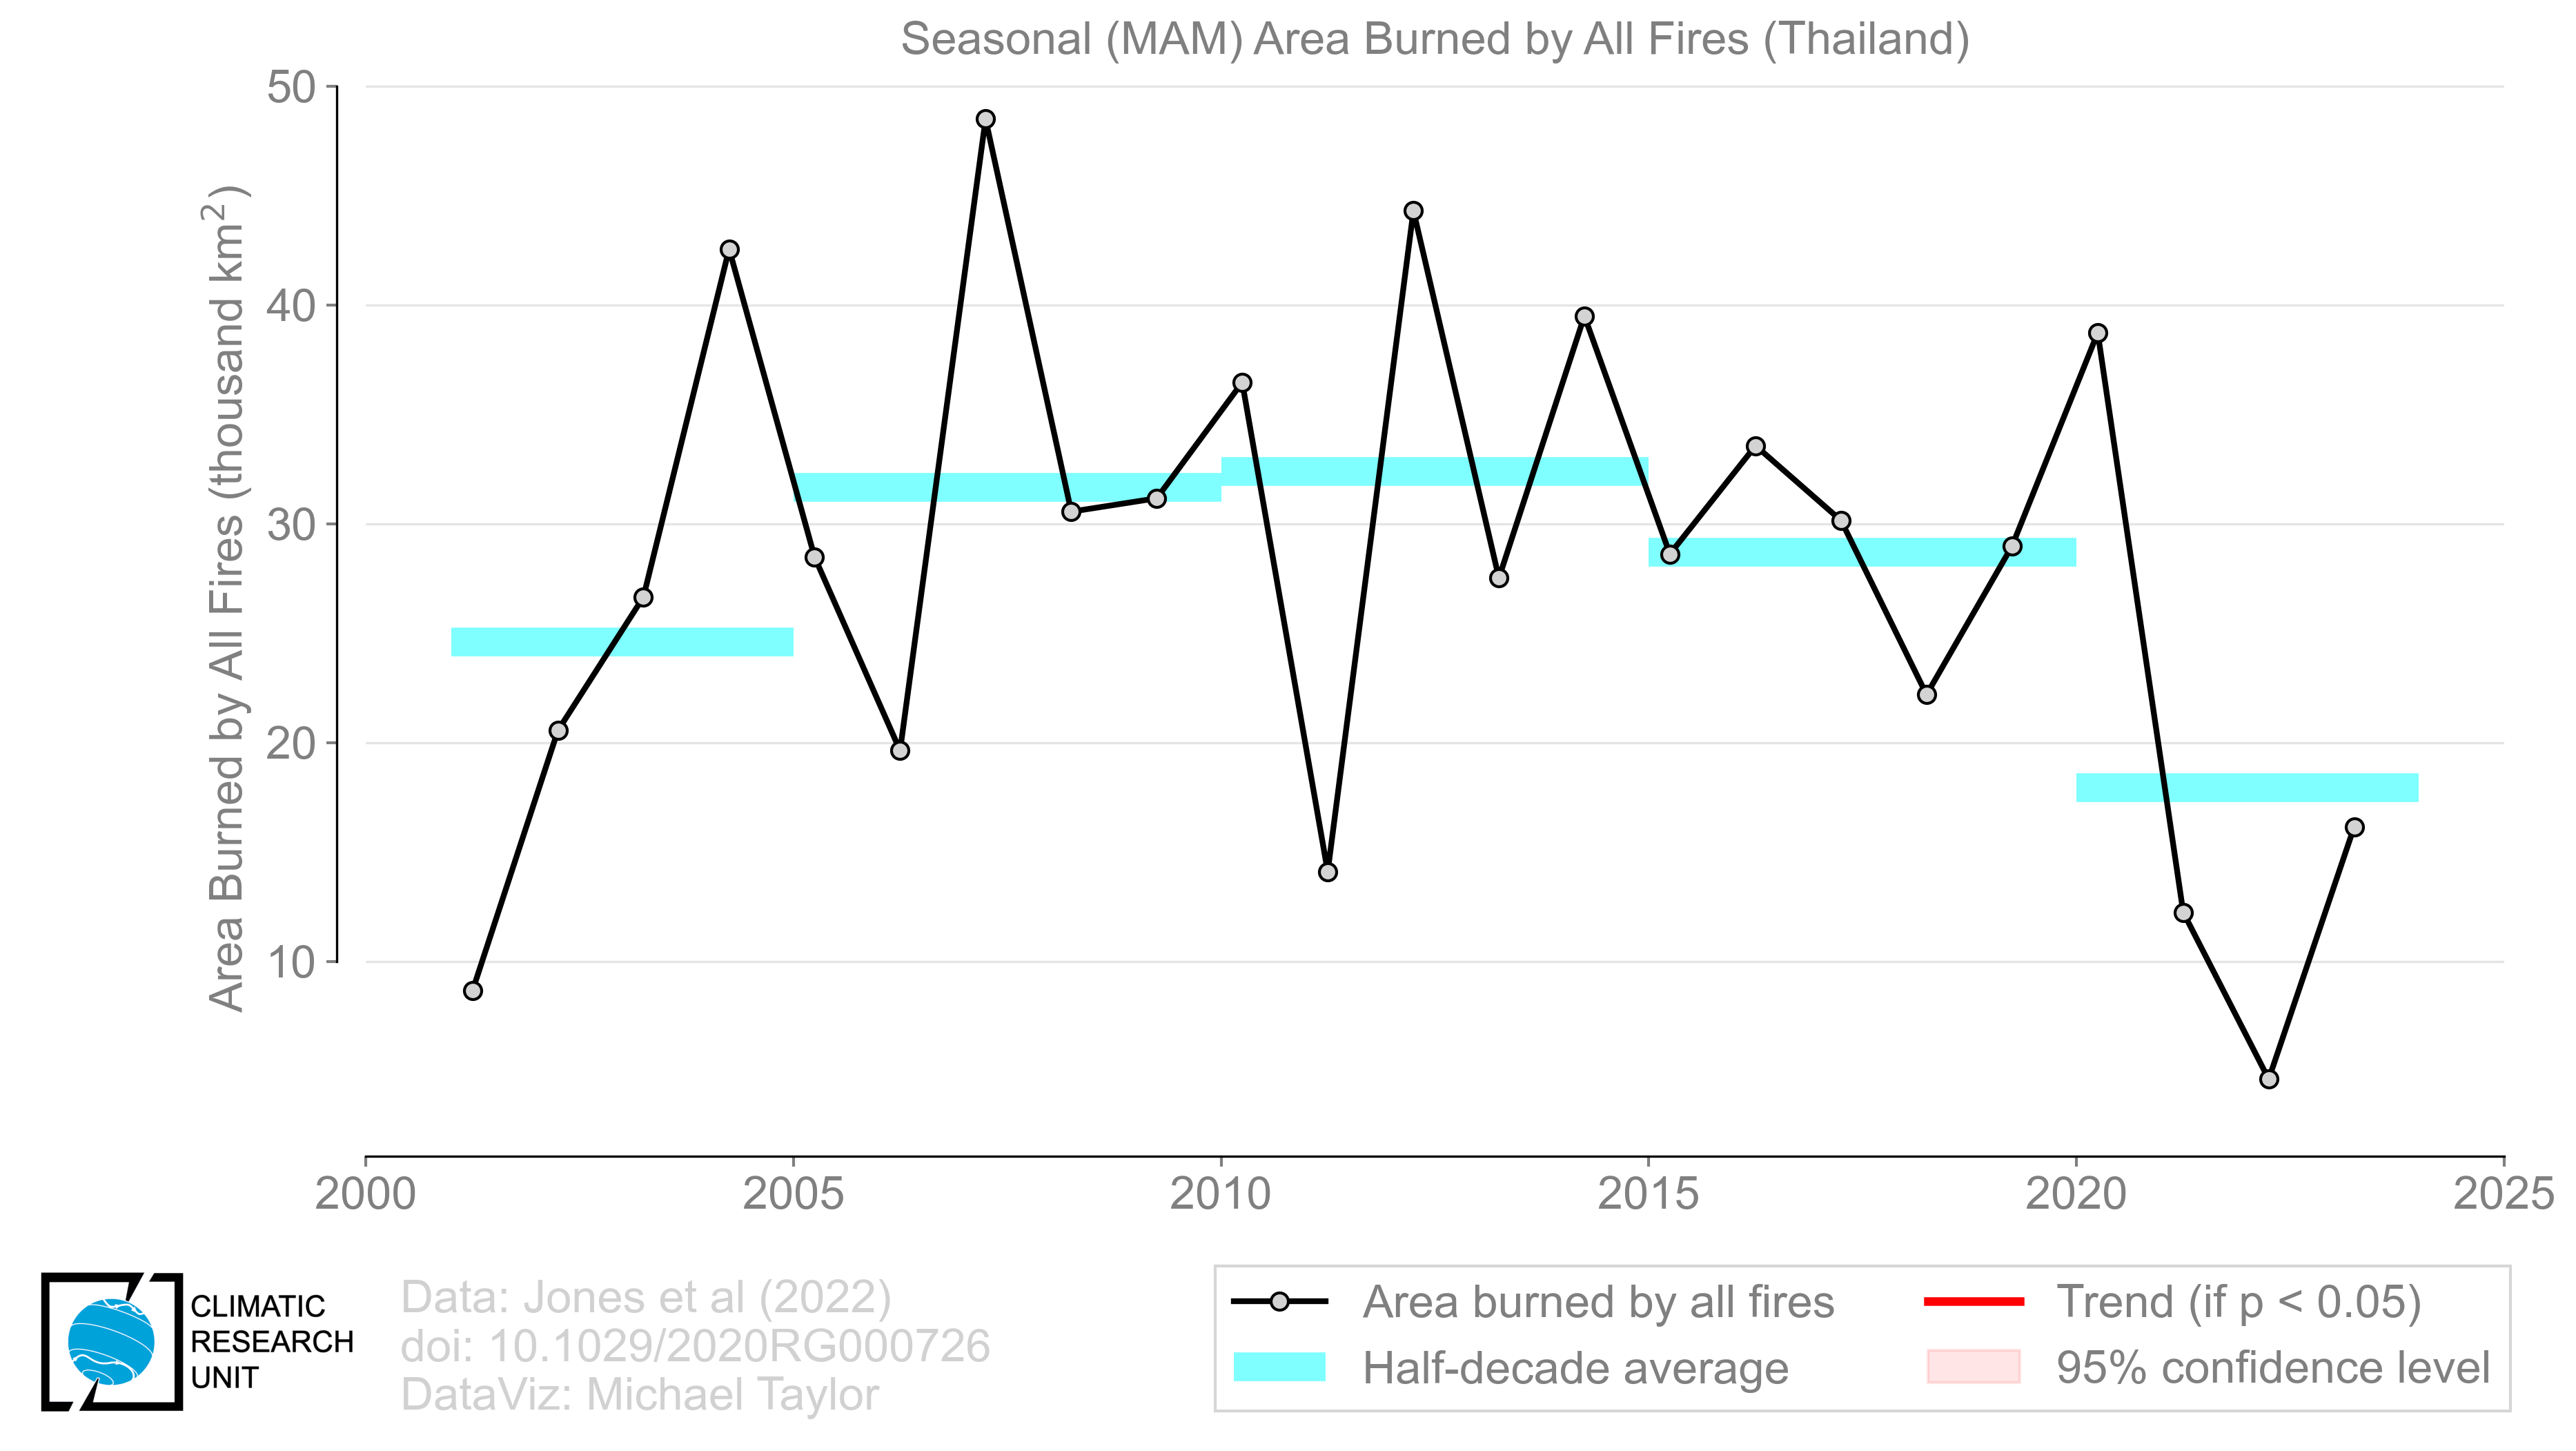 Seasonal (MAM) Area Burned by All Fires (Thailand)
Area Burned by All Fires (thousand km²)
50
40
30
20
10
2000 2005 2010 2015 2020 2025
CLIMATIC
RESEARCH
UNIT
Data: Jones et al (2022)
doi: 10.1029/2020RG000726
DataViz: Michael Taylor
Area burned by all fires
Half-decade average
Trend (if p < 0.05)
95% confidence level